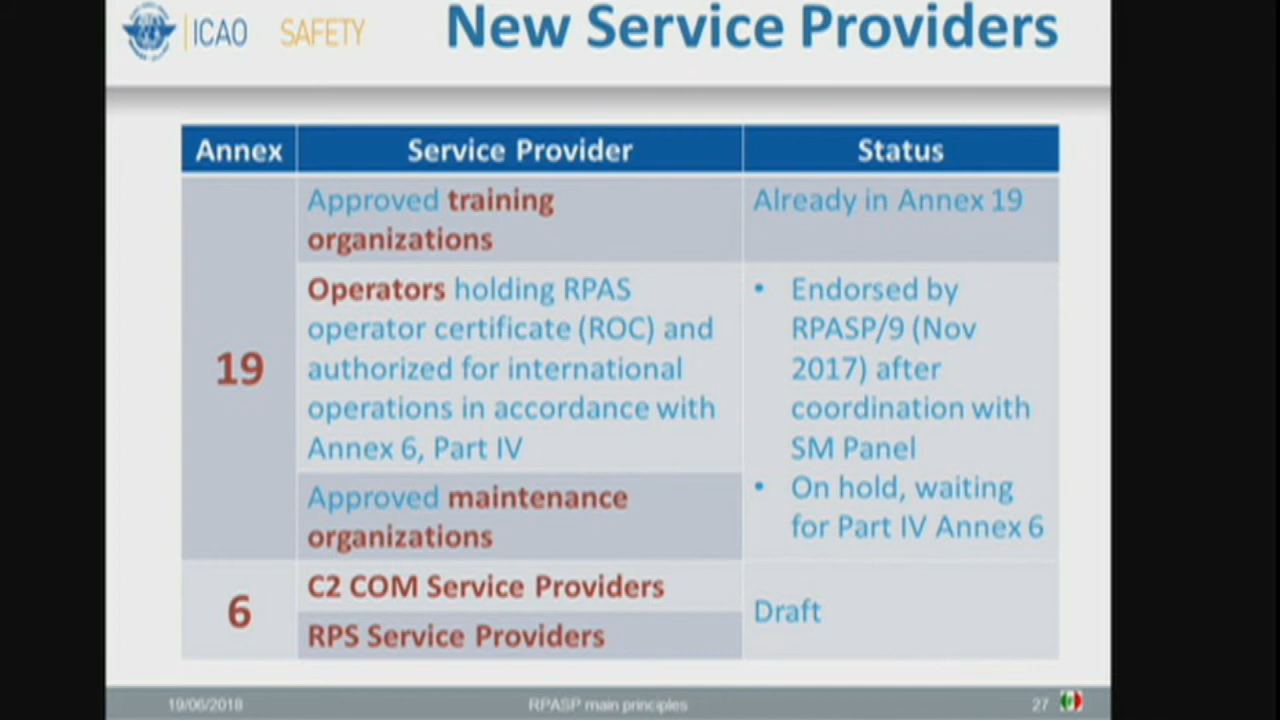 ICAO SAFETY
New Service Providers
Annex Service Provider Status
19
Approved training
organizations
Already in Annex 19
Operators holding RPAS
operator certificate (ROC) and
authorized for international
operations in accordance with
Annex 6, Part IV
• Endorsed by
RPASP/9 (Nov
2017) after
coordination with
SM Panel
• On hold, waiting
for Part IV Annex 6
Approved maintenance
organizations
6
C2 COM Service Providers
RPS Service Providers
Draft
19/06/2018 RPASP main principles 27